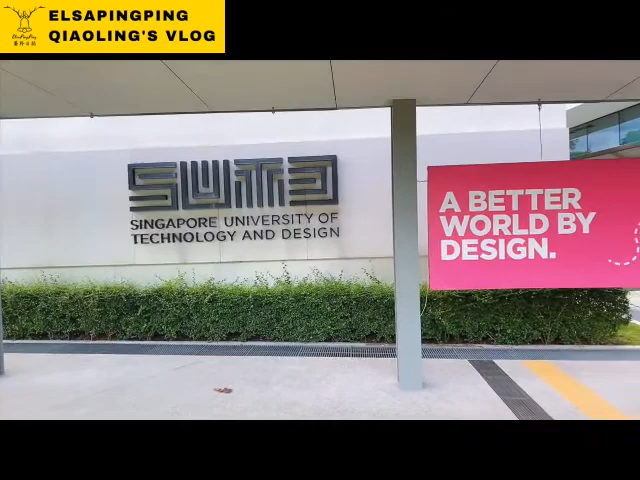 ELSAPINGPING
QIAOLING'S VLOG
SUTD
SINGAPORE UNIVERSITY OF
TECHNOLOGY AND DESIGN
A BETTER
WORLD BY
DESIGN.